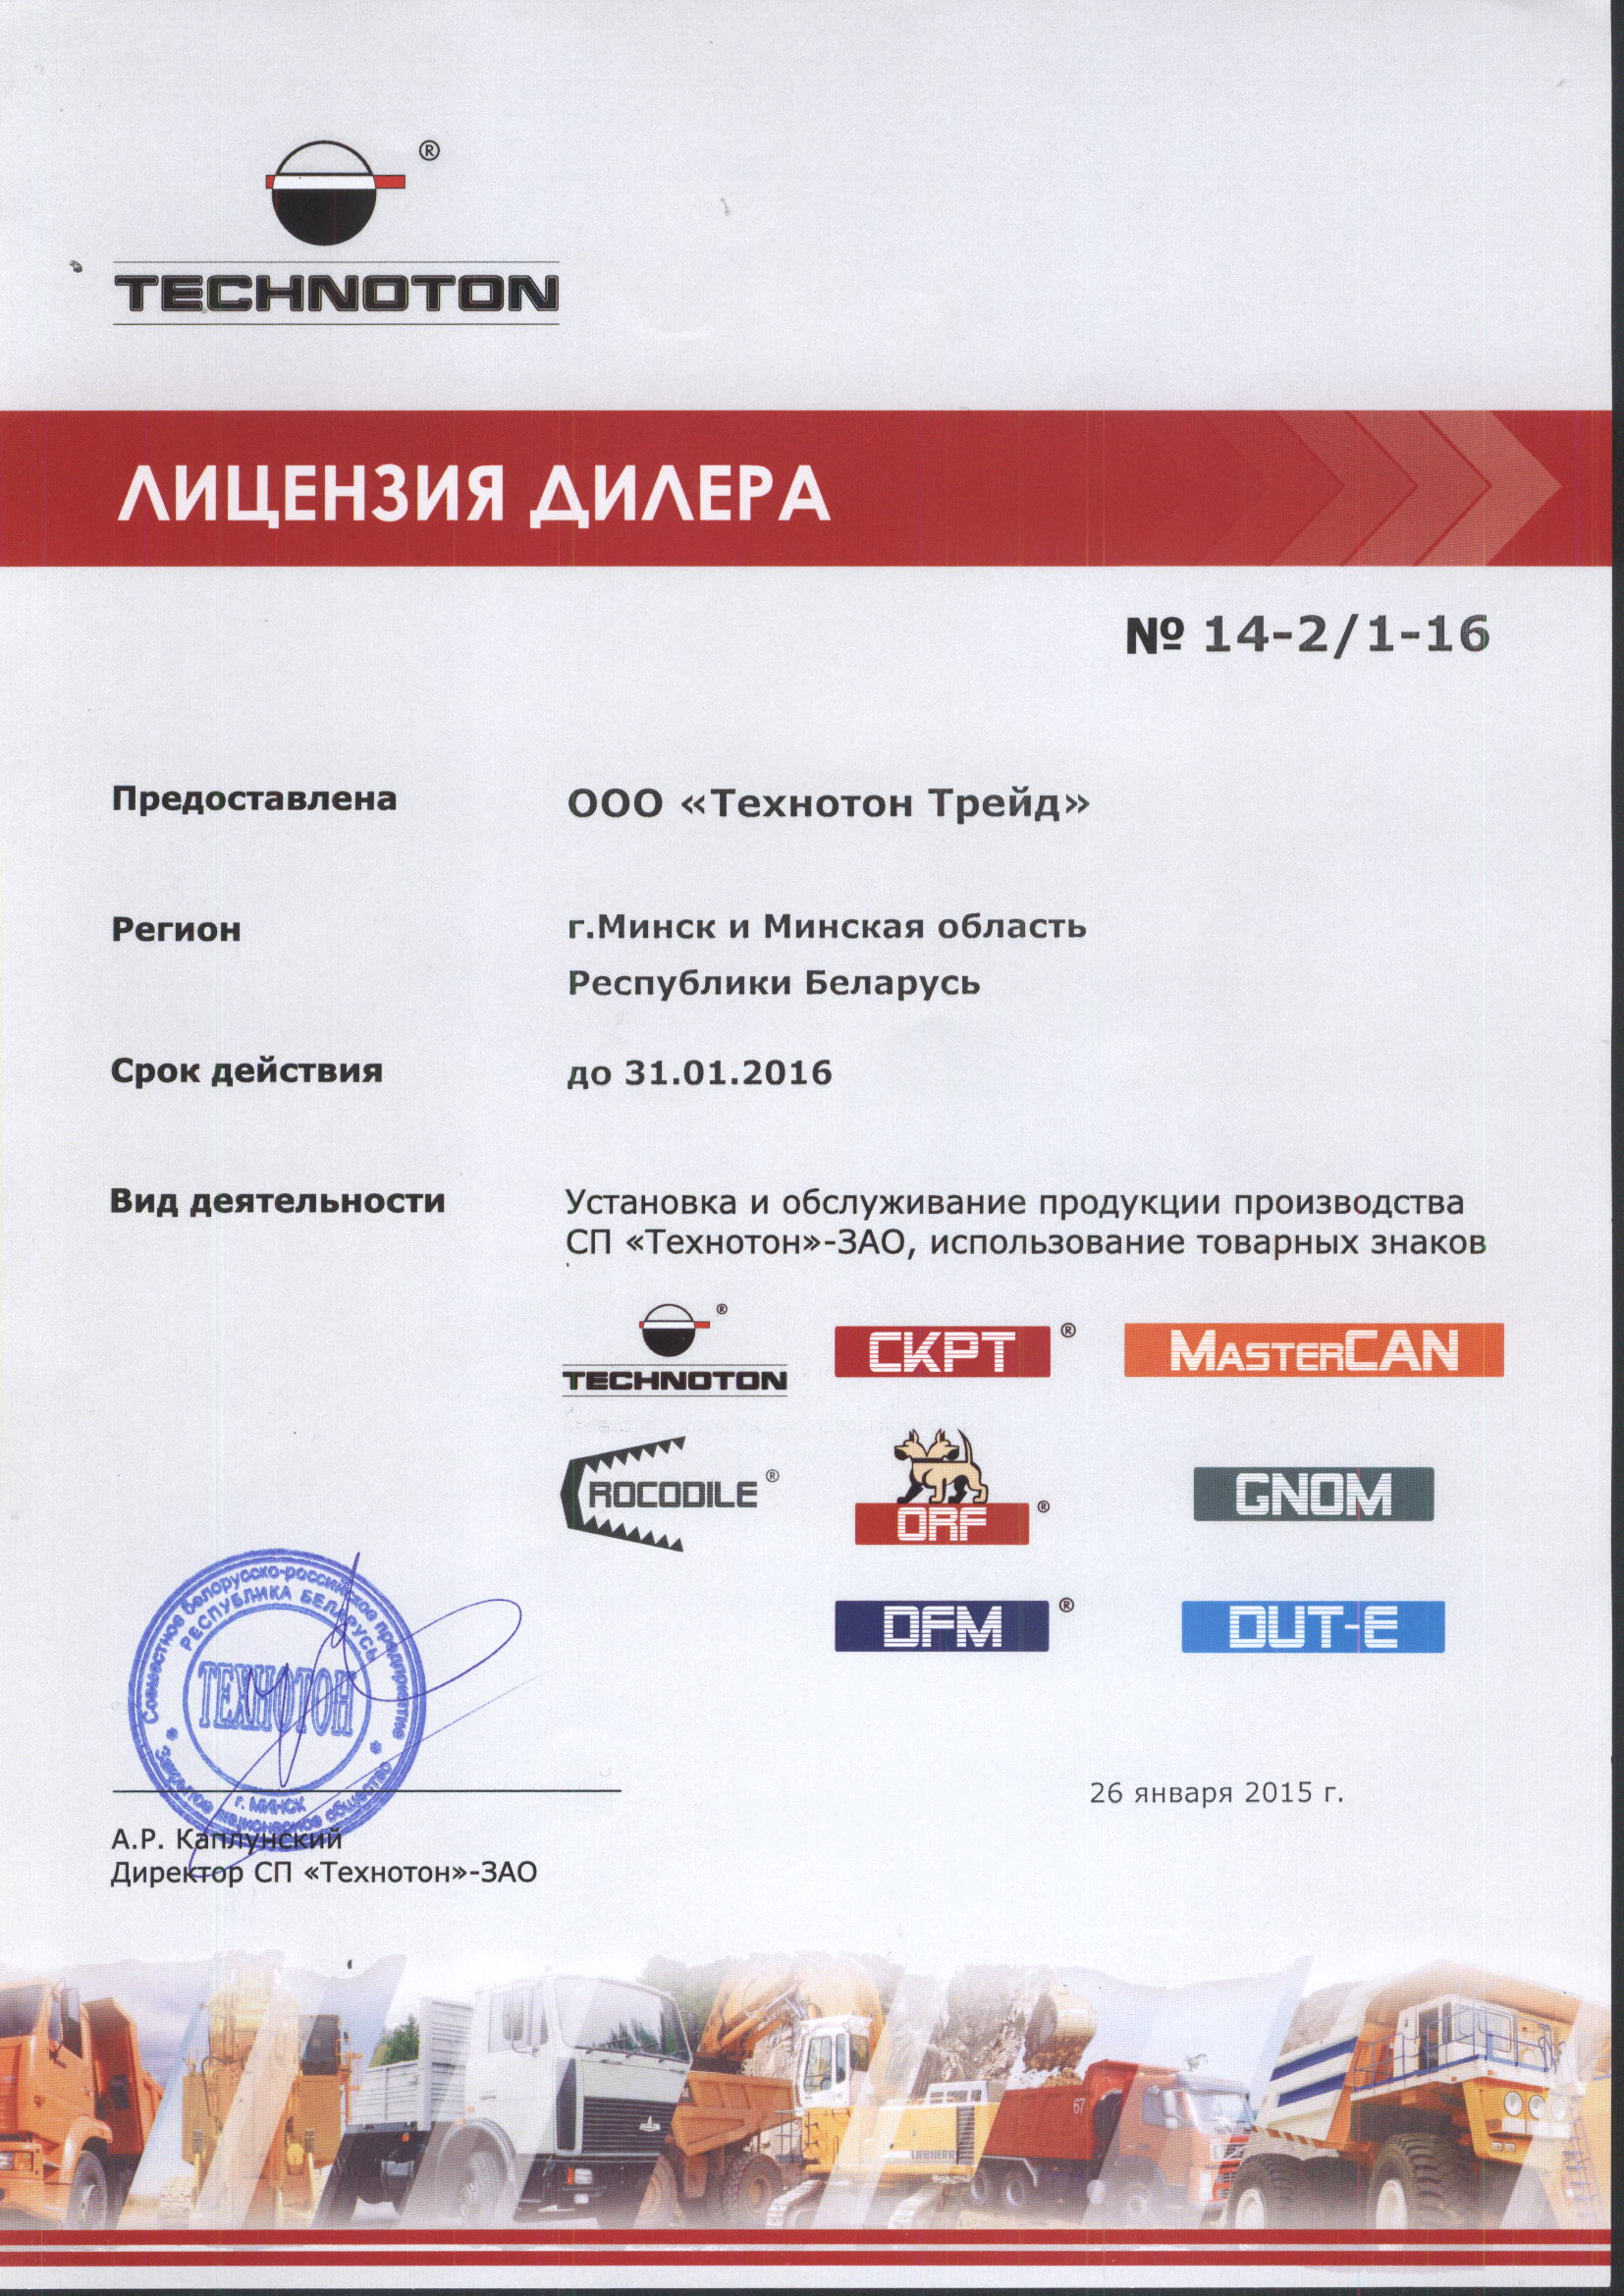 ®
TECHNOTON
ЛИЦЕНЗИЯ ДИЛЕРА
№ 14-2/1-16
Предоставлена
ООО «Технотон Трейд»
Регион
г.Минск и Минская область
Республики Беларусь
Срок действия
до 31.01.2016
Вид деятельности
Установка и обслуживание продукции производства
СП «Технотон»-ЗАО, использование товарных знаков
®
TECHNOTON
СКРТ ®
MASTERCAN
CROCODILE ®
ORF ®
GNOM
DFM ®
DUT-E
Совместное белорусско-российское предприятие
РЕСПУБЛИКА БЕЛАРУСЬ
ТЕХНОТОН
г. МИНСК
Закрытое акционерное общество
26 января 2015 г.
А.Р. Каплунский
Директор СП «Технотон»-ЗАО
67
LIEBHERR